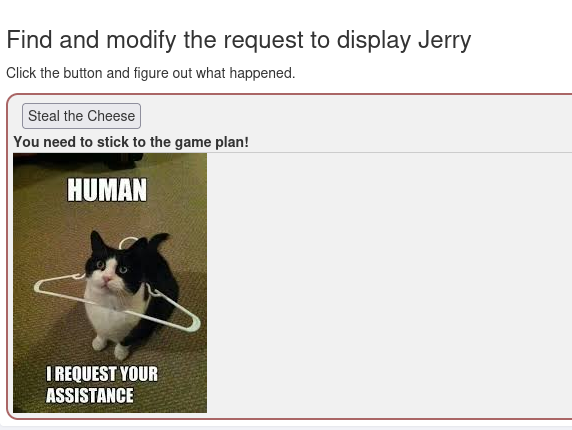 Find and modify the request to display Jerry
Click the button and figure out what happened.
Steal the Cheese
You need to stick to the game plan!
HUMAN
I REQUEST YOUR
ASSISTANCE